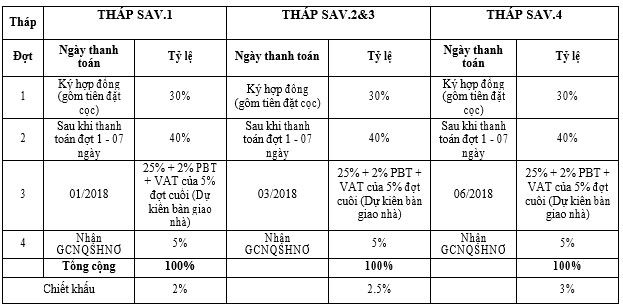 Tháp THÁP SAV.1 THÁP SAV.2&3 THÁP SAV.4
Đợt Ngày thanh toán Tỷ lệ Ngày thanh toán Tỷ lệ Ngày thanh toán Tỷ lệ
1 Ký hợp đồng (gồm tiền đặt cọc) 30% Ký hợp đồng (gồm tiền đặt cọc) 30% Ký hợp đồng (gồm tiền đặt cọc) 30%
2 Sau khi thanh toán đợt 1 - 07 ngày 40% Sau khi thanh toán đợt 1 - 07 ngày 40% Sau khi thanh toán đợt 1 - 07 ngày 40%
3 01/2018 25% + 2% PBT + VAT của 5% đợt cuối (Dự kiến bàn giao nhà) 03/2018 25% + 2% PBT + VAT của 5% đợt cuối (Dự kiến bàn giao nhà) 06/2018 25% + 2% PBT + VAT của 5% đợt cuối (Dự kiến bàn giao nhà)
4 Nhận GCNQSHNƠ 5% Nhận GCNQSHNƠ 5% Nhận GCNQSHNƠ 5%
Tổng cộng 100% 100% 100%
Chiết khấu 2% 2.5% 3%